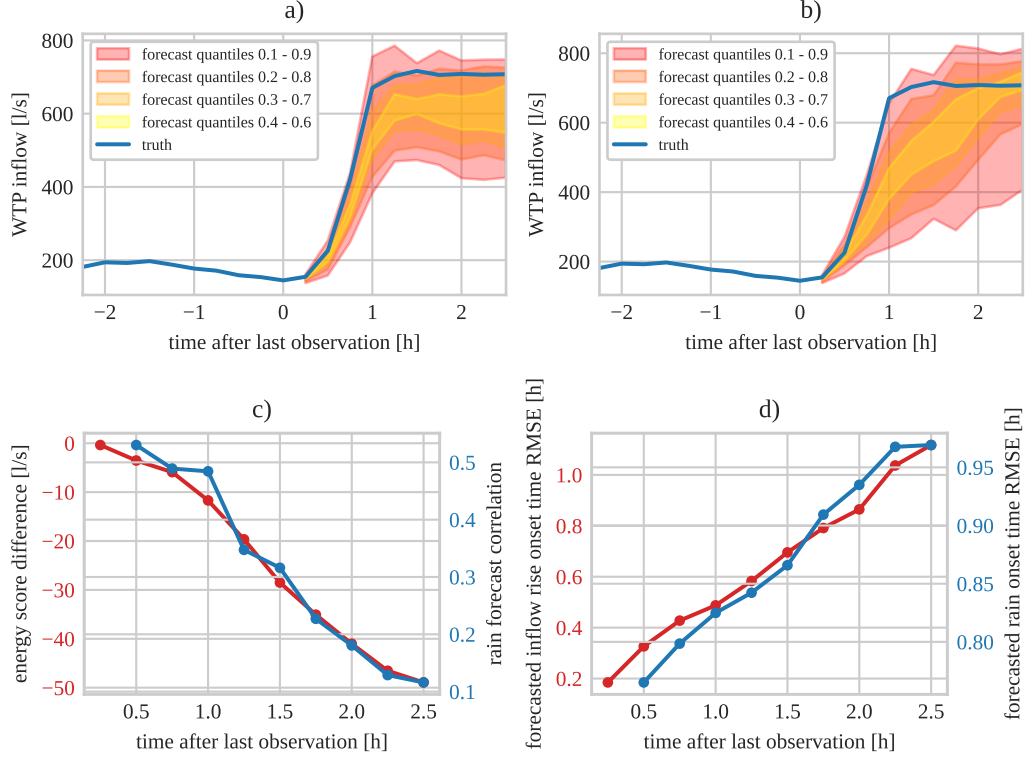 a)
800
600
400
200
WTP inflow [l/s]
forecast quantiles 0.1 - 0.9
forecast quantiles 0.2 - 0.8
forecast quantiles 0.3 - 0.7
forecast quantiles 0.4 - 0.6
truth
−2
−1
0
1
2
time after last observation [h]
b)
800
600
400
200
WTP inflow [l/s]
forecast quantiles 0.1 - 0.9
forecast quantiles 0.2 - 0.8
forecast quantiles 0.3 - 0.7
forecast quantiles 0.4 - 0.6
truth
−2
−1
0
1
2
time after last observation [h]
c)
0
−10
−20
−30
−40
−50
energy score difference [l/s]
0.5
0.4
0.3
0.2
0.1
rain forecast correlation
0.5
1.0
1.5
2.0
2.5
time after last observation [h]
d)
1.0
0.8
0.6
0.4
0.2
forecasted inflow rise onset time RMSE [h]
0.95
0.90
0.85
0.80
forecasted rain onset time RMSE [h]
0.5
1.0
1.5
2.0
2.5
time after last observation [h]